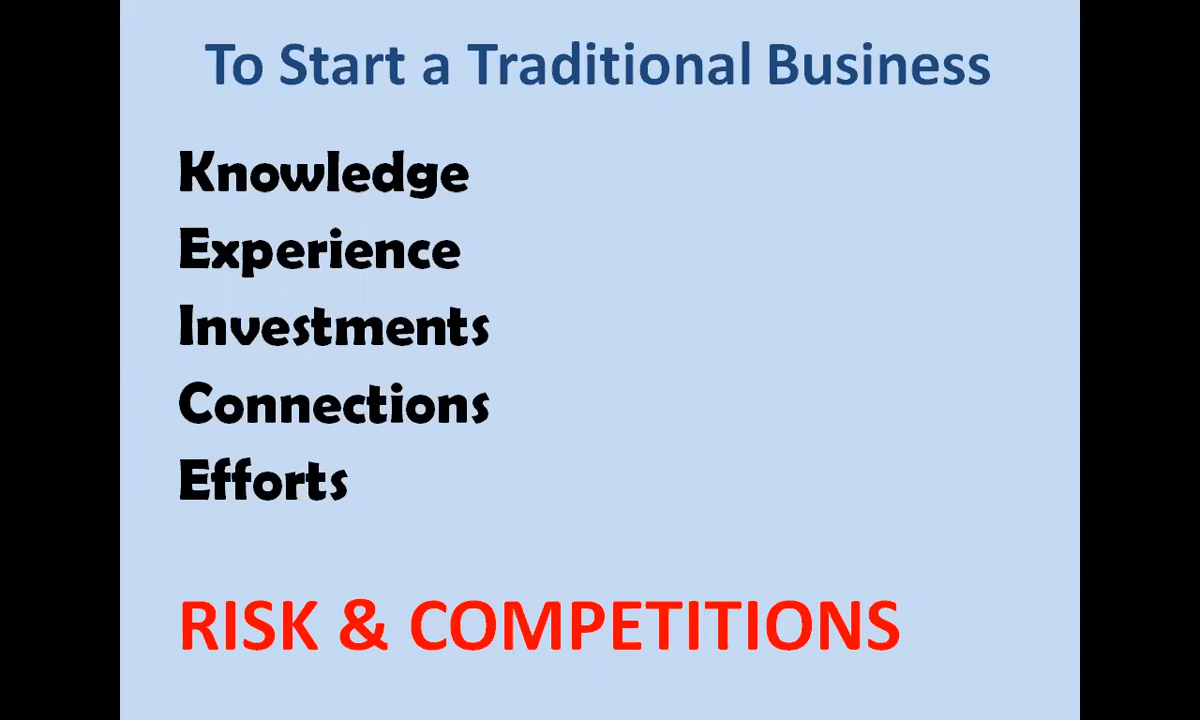 To Start a Traditional Business
Knowledge
Experience
Investments
Connections
Efforts
RISK & COMPETITIONS